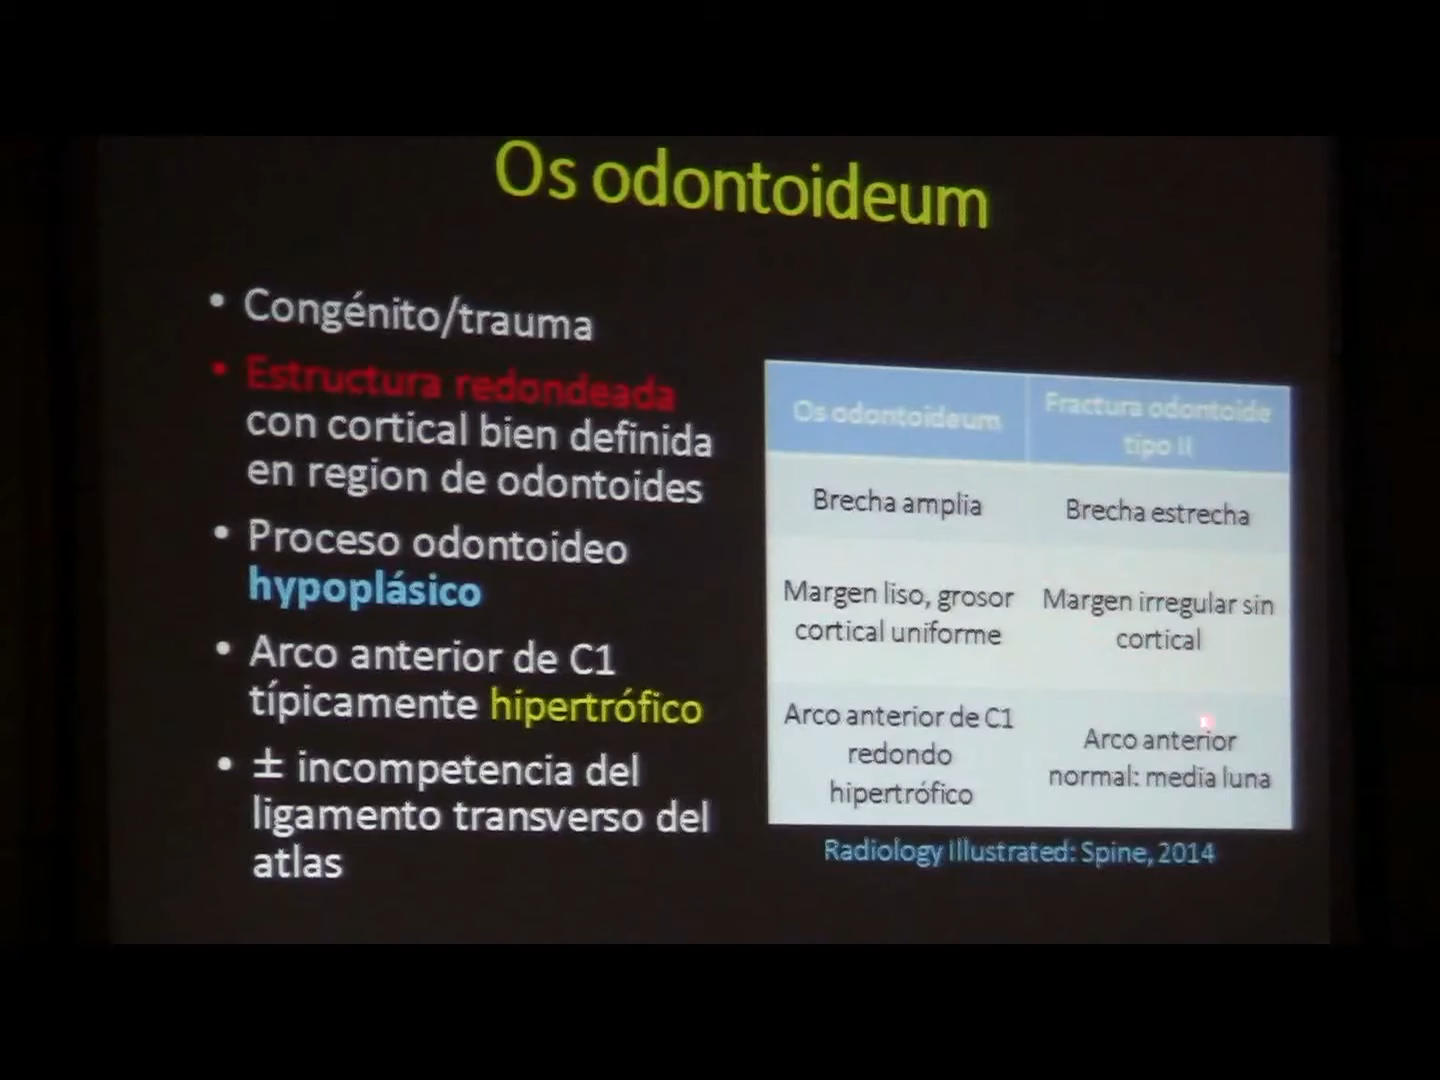 Os odontoideum
• Congénito/trauma
• Estructura redondeada
con cortical bien definida
en region de odontoides
• Proceso odontoideo
hypoplásico
• Arco anterior de C1
típicamente hipertrófico
• ± incompetencia del
ligamento transverso del
atlas
Os odontoideum
Fractura odontoide
tipo II
Brecha amplia
Brecha estrecha
Margen liso, grosor
cortical uniforme
Margen irregular sin
cortical
Arco anterior de C1
redondo
hipertrófico
Arco anterior
normal: media luna
Radiology Illustrated: Spine, 2014